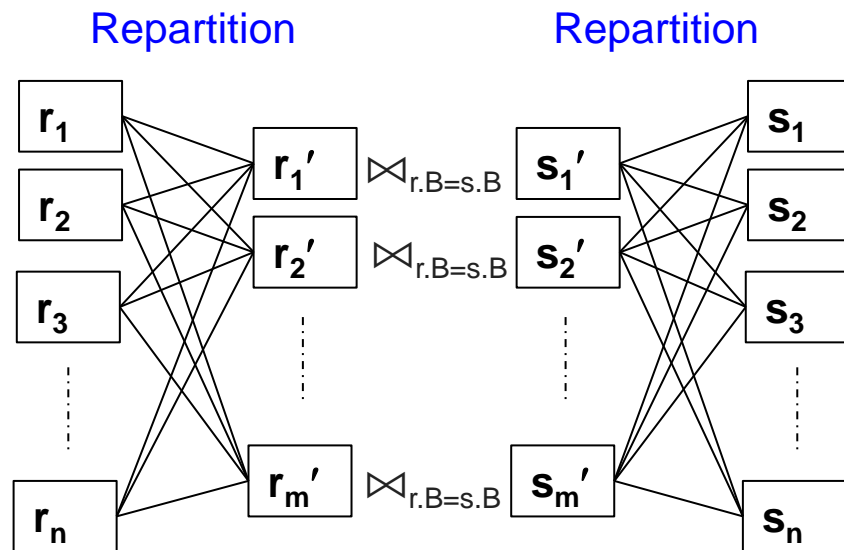 Repartition Repartition
r₁ s₁
r₁′ ⋈r.B=s.B s₁′
r₂ s₂
r₂′ ⋈r.B=s.B s₂′
r₃ s₃
rₘ′ ⋈r.B=s.B sₘ′
rₙ sₙ